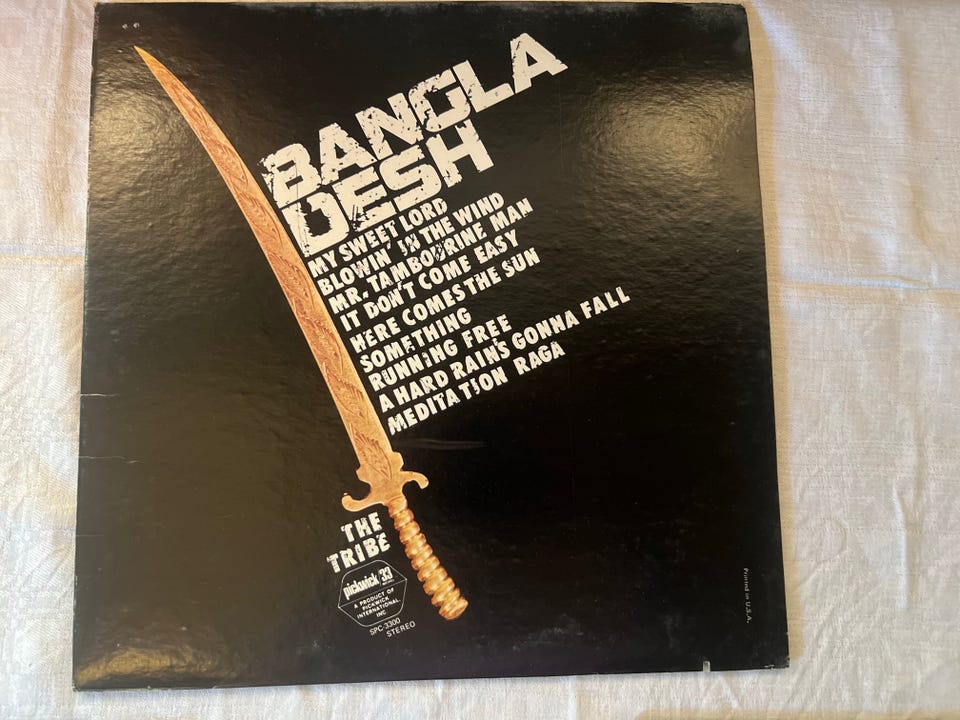 BANGLA
DESH
MY SWEET LORD
BLOWIN' IN THE WIND
MR. TAMBOURINE MAN
IT DON'T COME EASY
HERE COMES THE SUN
SOMETHING
RUNNING FREE
A HARD RAIN'S GONNA FALL
MEDITATION RAGA
THE
TRIBE
pickwick/33
A PRODUCT OF
PICKWICK
INTERNATIONAL,
INC
SPC-3300
STEREO
Printed in U.S.A.